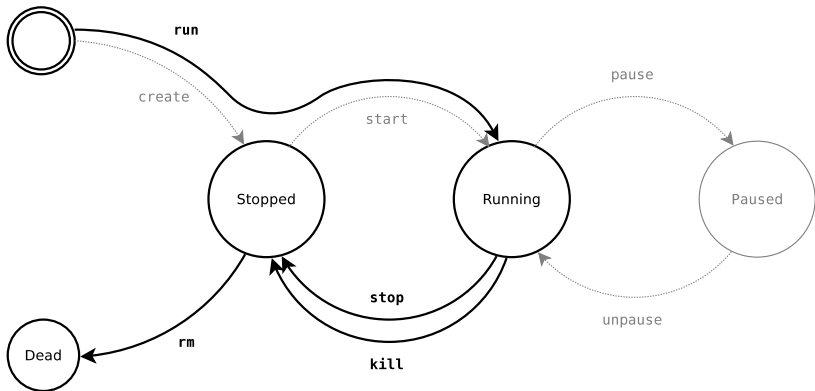 run
pause
create
start
Stopped
Running
Paused
stop
unpause
rm
Dead
kill